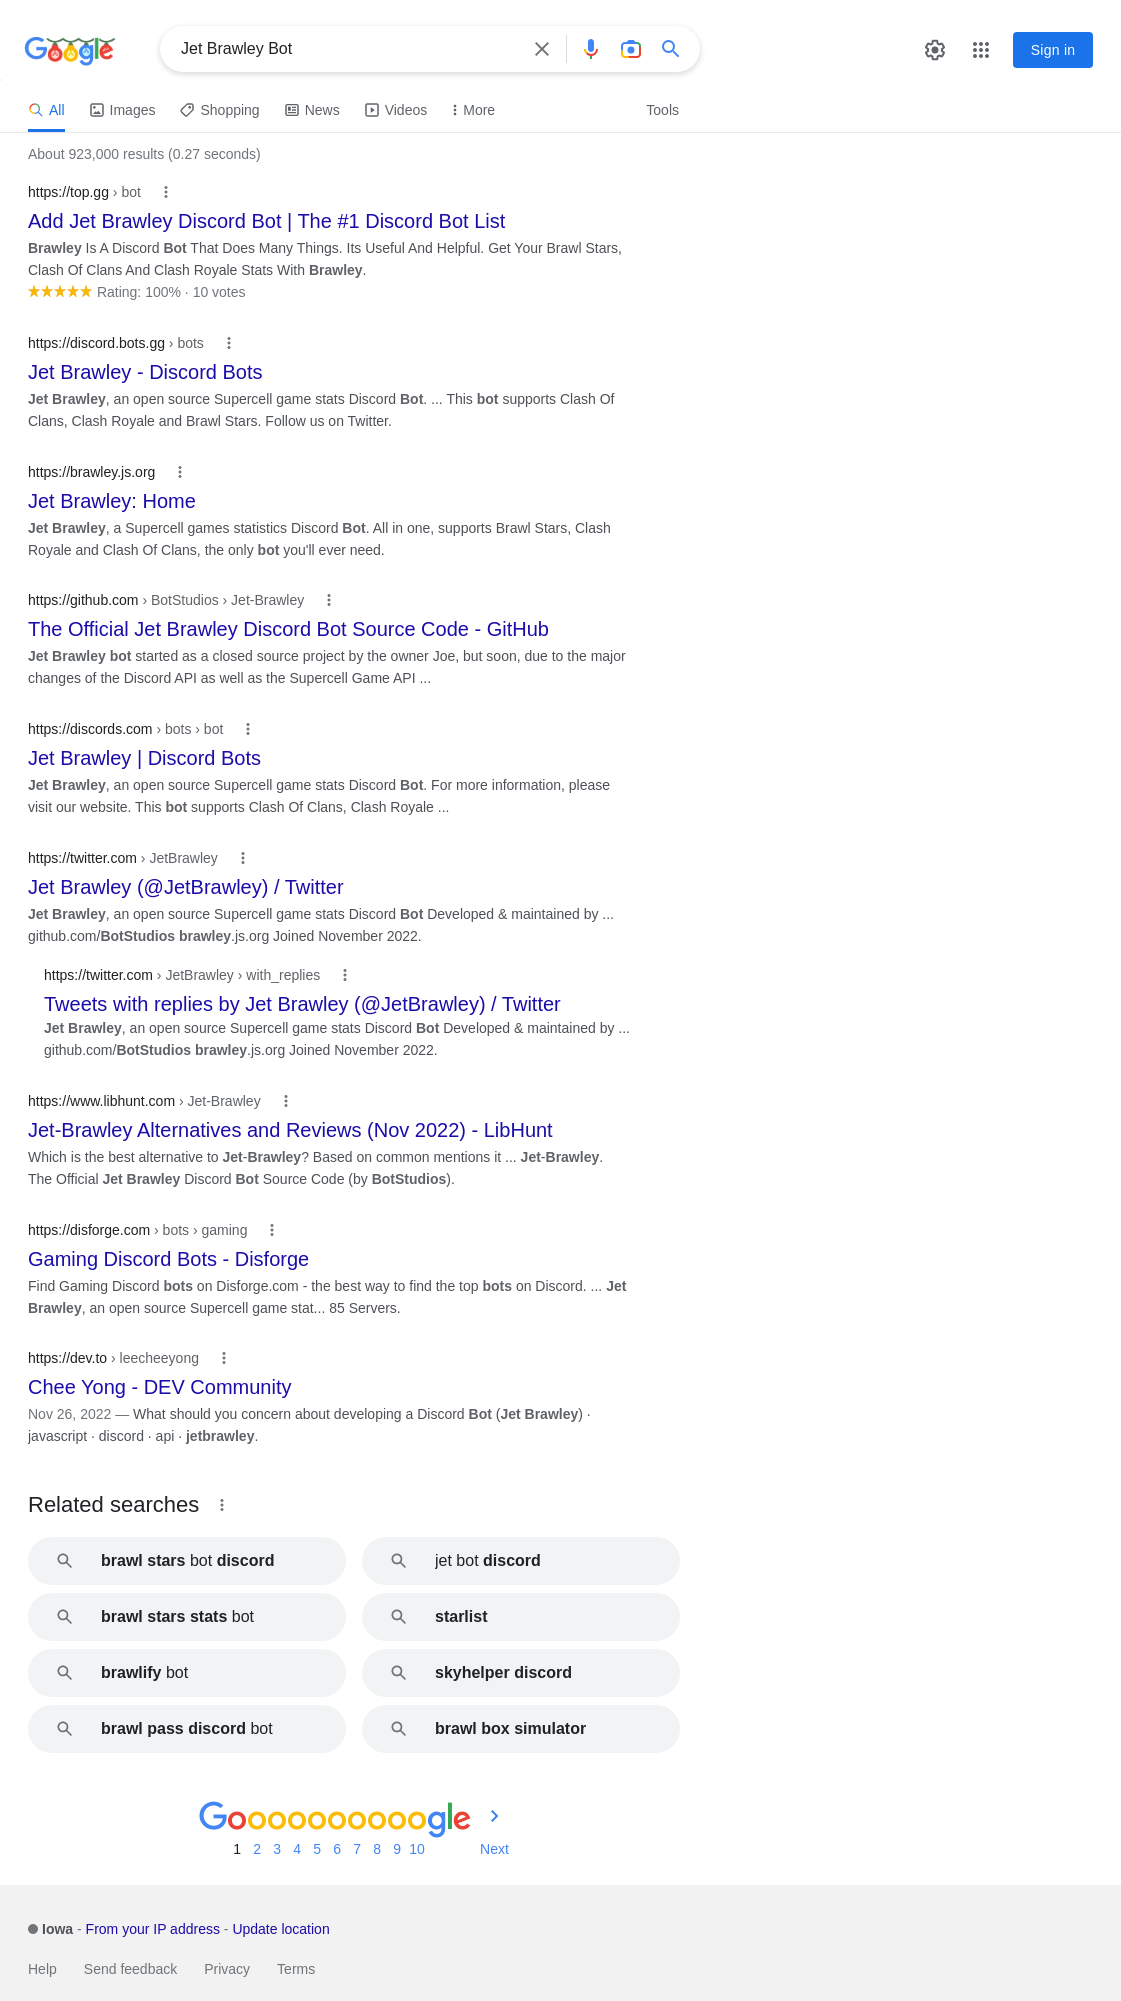 Google
Jet Brawley Bot
Sign in
All Images Shopping News Videos More Tools
About 923,000 results (0.27 seconds)
https://top.gg › bot
Add Jet Brawley Discord Bot | The #1 Discord Bot List
Brawley Is A Discord Bot That Does Many Things. Its Useful And Helpful. Get Your Brawl Stars,
Clash Of Clans And Clash Royale Stats With Brawley.
Rating: 100% · 10 votes
https://discord.bots.gg › bots
Jet Brawley - Discord Bots
Jet Brawley, an open source Supercell game stats Discord Bot. ... This bot supports Clash Of
Clans, Clash Royale and Brawl Stars. Follow us on Twitter.
https://brawley.js.org
Jet Brawley: Home
Jet Brawley, a Supercell games statistics Discord Bot. All in one, supports Brawl Stars, Clash
Royale and Clash Of Clans, the only bot you'll ever need.
https://github.com › BotStudios › Jet-Brawley
The Official Jet Brawley Discord Bot Source Code - GitHub
Jet Brawley bot started as a closed source project by the owner Joe, but soon, due to the major
changes of the Discord API as well as the Supercell Game API ...
https://discords.com › bots › bot
Jet Brawley | Discord Bots
Jet Brawley, an open source Supercell game stats Discord Bot. For more information, please
visit our website. This bot supports Clash Of Clans, Clash Royale ...
https://twitter.com › JetBrawley
Jet Brawley (@JetBrawley) / Twitter
Jet Brawley, an open source Supercell game stats Discord Bot Developed & maintained by ...
github.com/BotStudios brawley.js.org Joined November 2022.
https://twitter.com › JetBrawley › with_replies
Tweets with replies by Jet Brawley (@JetBrawley) / Twitter
Jet Brawley, an open source Supercell game stats Discord Bot Developed & maintained by ...
github.com/BotStudios brawley.js.org Joined November 2022.
https://www.libhunt.com › Jet-Brawley
Jet-Brawley Alternatives and Reviews (Nov 2022) - LibHunt
Which is the best alternative to Jet-Brawley? Based on common mentions it ... Jet-Brawley.
The Official Jet Brawley Discord Bot Source Code (by BotStudios).
https://disforge.com › bots › gaming
Gaming Discord Bots - Disforge
Find Gaming Discord bots on Disforge.com - the best way to find the top bots on Discord. ... Jet
Brawley, an open source Supercell game stat... 85 Servers.
https://dev.to › leecheeyong
Chee Yong - DEV Community
Nov 26, 2022 — What should you concern about developing a Discord Bot (Jet Brawley) ·
javascript · discord · api · jetbrawley.
Related searches
brawl stars bot discord
jet bot discord
brawl stars stats bot
starlist
brawlify bot
skyhelper discord
brawl pass discord bot
brawl box simulator
Goooooooooogle
1 2 3 4 5 6 7 8 9 10 Next
Iowa - From your IP address - Update location
Help Send feedback Privacy Terms